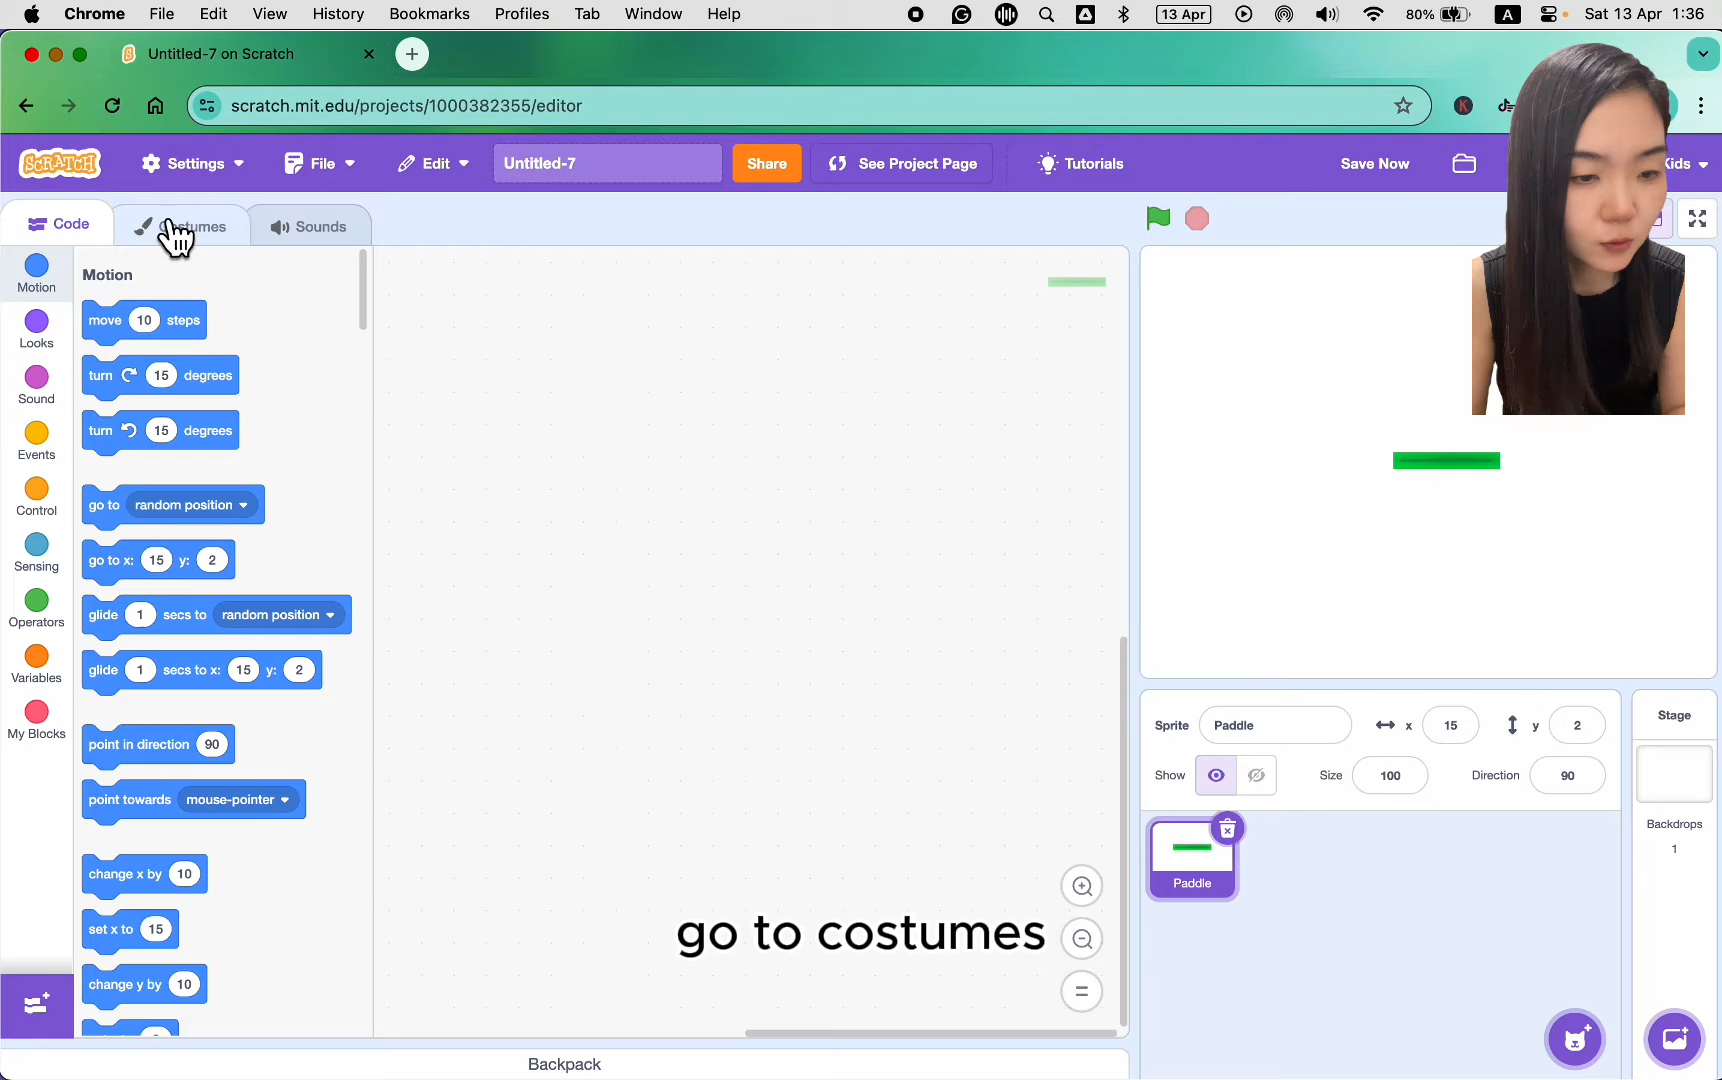 Chrome File Edit View History Bookmarks Profiles Tab Window Help 13 Apr 80% A Sat 13 Apr 1:36
Untitled-7 on Scratch
scratch.mit.edu/projects/1000382355/editor
SCRATCH Settings File Edit Untitled-7 Share See Project Page Tutorials Save Now Kids
Code Costumes Sounds
Motion
Looks
Sound
Events
Control
Sensing
Operators
Variables
My Blocks
Motion
move 10 steps
turn 15 degrees
turn 15 degrees
go to random position
go to x: 15 y: 2
glide 1 secs to random position
glide 1 secs to x: 15 y: 2
point in direction 90
point towards mouse-pointer
change x by 10
set x to 15
change y by 10
go to costumes
Backpack
Sprite Paddle x 15 y 2
Show Size 100 Direction 90
Paddle
Stage
Backdrops
1